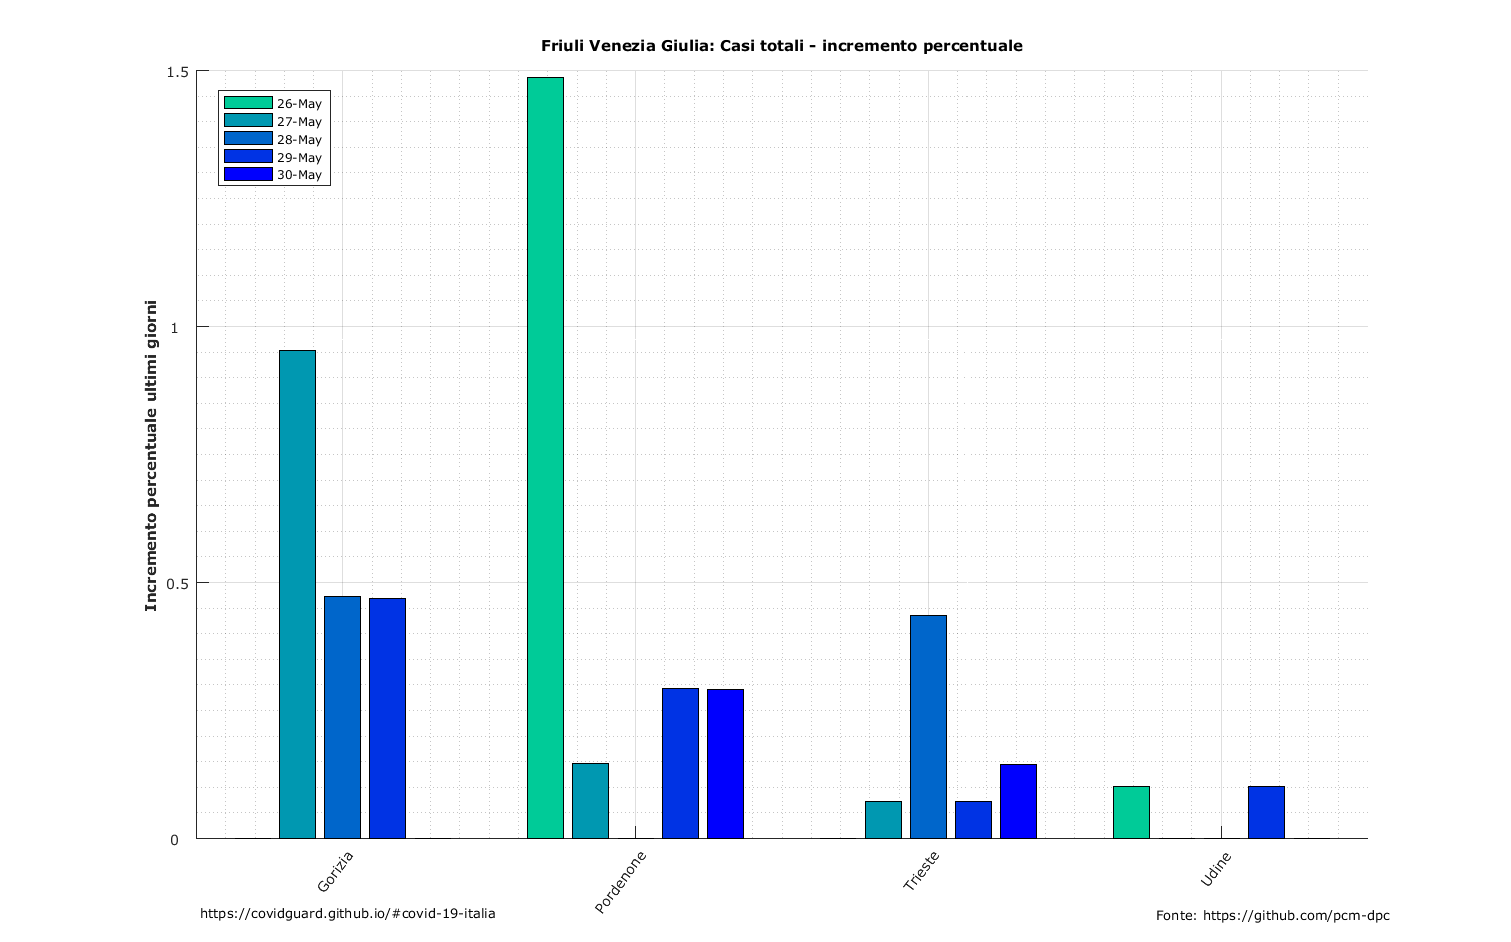 Friuli Venezia Giulia: Casi totali - incremento percentuale
1.5
1
0.5
0
Incremento percentuale ultimi giorni
26-May
27-May
28-May
29-May
30-May
Gorizia
Pordenone
Trieste
Udine
https://covidguard.github.io/#covid-19-italia
Fonte: https://github.com/pcm-dpc